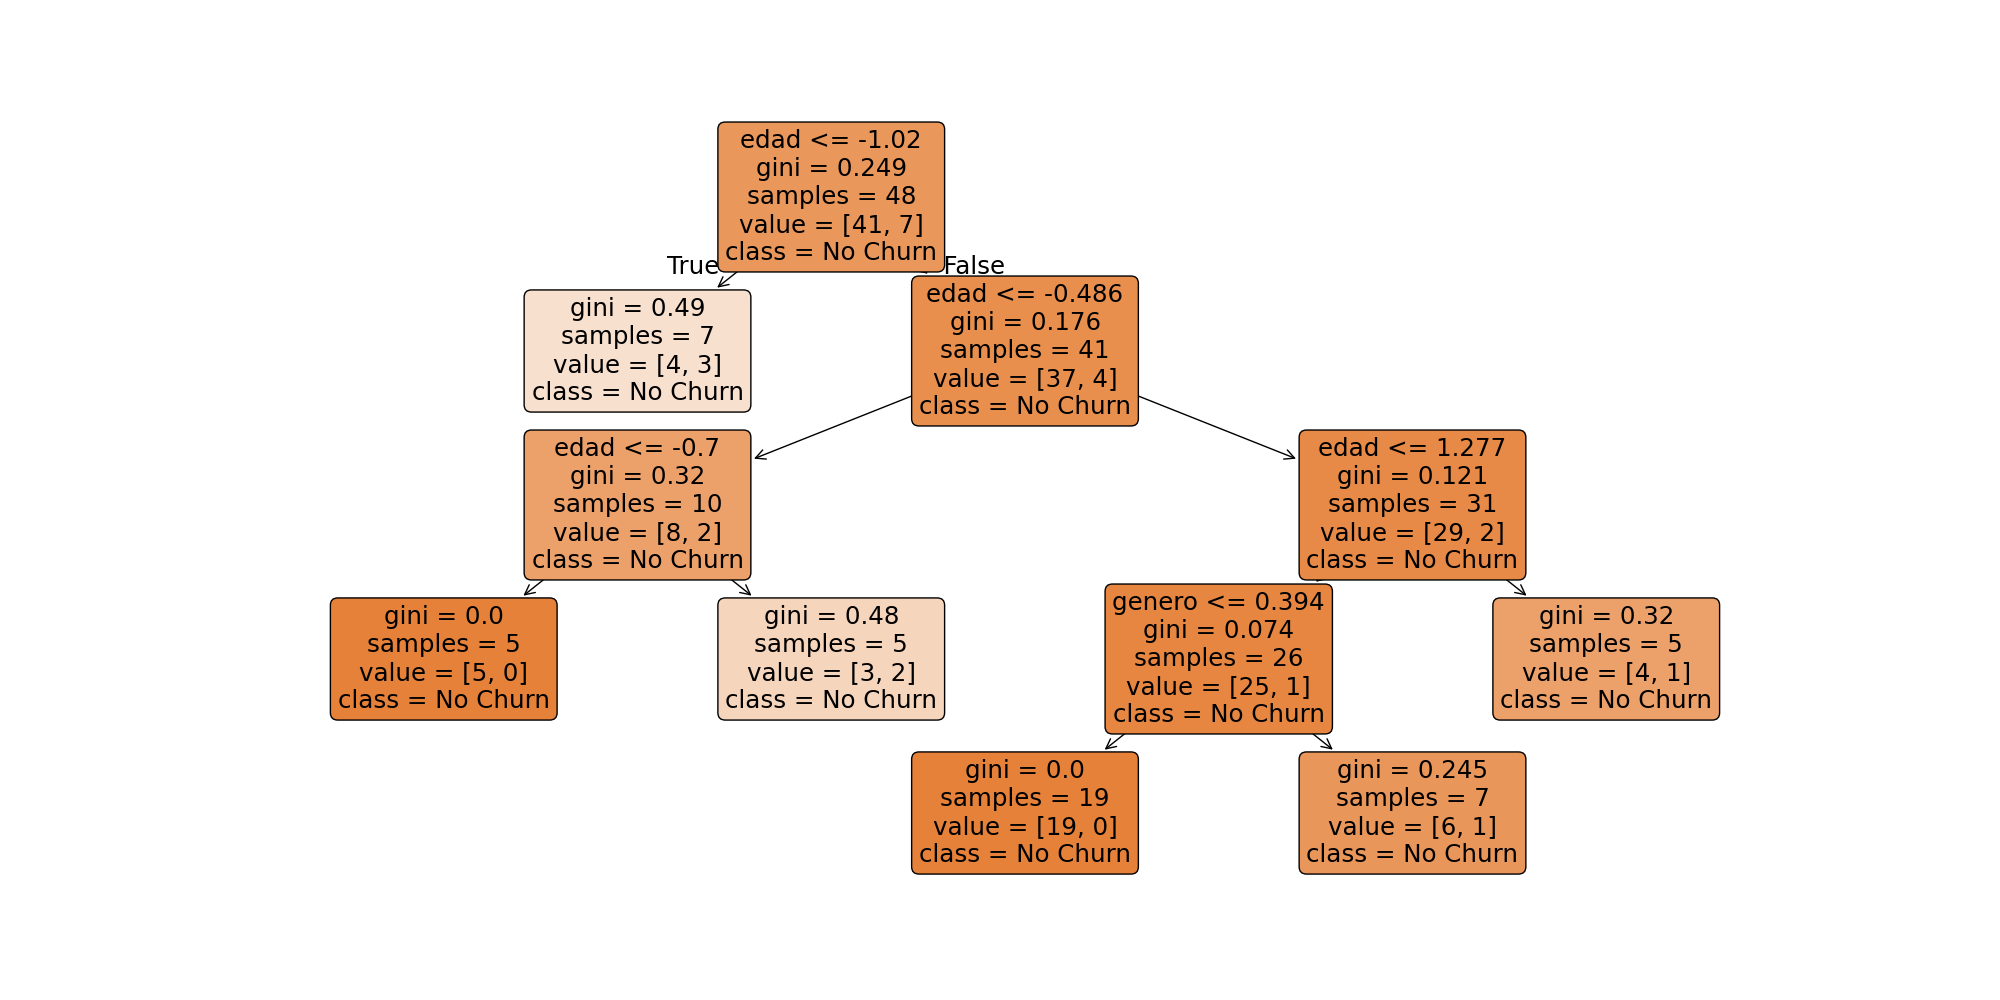 edad <= -1.02
gini = 0.249
samples = 48
value = [41, 7]
class = No Churn
True
False
gini = 0.49
samples = 7
value = [4, 3]
class = No Churn
edad <= -0.486
gini = 0.176
samples = 41
value = [37, 4]
class = No Churn
edad <= -0.7
gini = 0.32
samples = 10
value = [8, 2]
class = No Churn
edad <= 1.277
gini = 0.121
samples = 31
value = [29, 2]
class = No Churn
gini = 0.0
samples = 5
value = [5, 0]
class = No Churn
gini = 0.48
samples = 5
value = [3, 2]
class = No Churn
genero <= 0.394
gini = 0.074
samples = 26
value = [25, 1]
class = No Churn
gini = 0.32
samples = 5
value = [4, 1]
class = No Churn
gini = 0.0
samples = 19
value = [19, 0]
class = No Churn
gini = 0.245
samples = 7
value = [6, 1]
class = No Churn